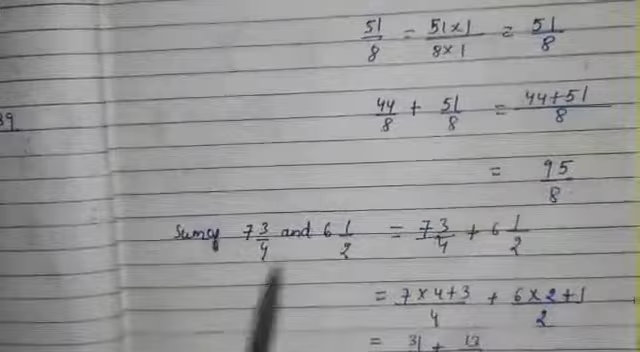 51/8 = 51×1/8×1 = 51/8
44/8 + 51/8 = 44+51/8
39
= 95/8
Sum of 7 3/4 and 6 1/2 = 7 3/4 + 6 1/2
= 7×4+3/4 + 6×2+1/2
= 31 + 13